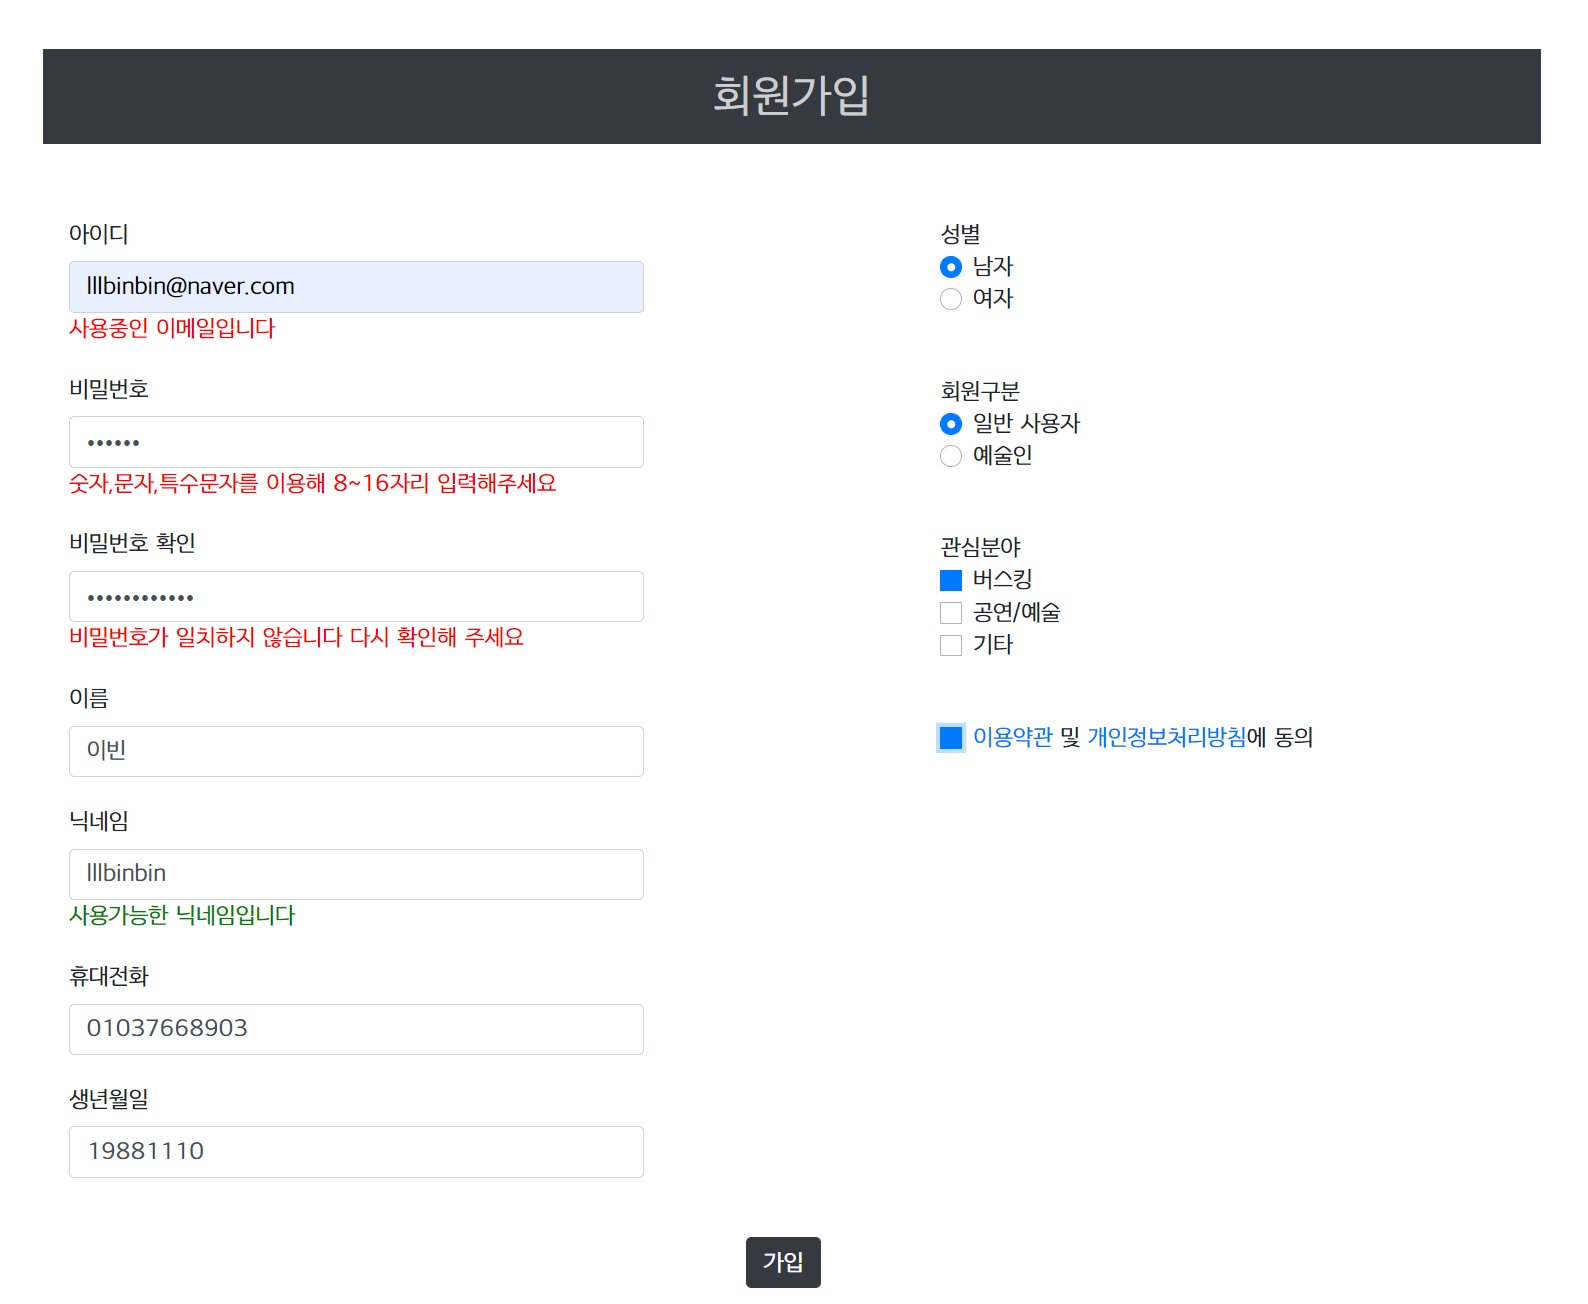 회원가입
아이디
lllbinbin@naver.com
사용중인 이메일입니다
비밀번호
••••••
숫자,문자,특수문자를 이용해 8~16자리 입력해주세요
비밀번호 확인
••••••••••••
비밀번호가 일치하지 않습니다 다시 확인해 주세요
이름
이빈
닉네임
lllbinbin
사용가능한 닉네임입니다
휴대전화
01037668903
생년월일
19881110
성별
남자
여자
회원구분
일반 사용자
예술인
관심분야
버스킹
공연/예술
기타
이용약관 및 개인정보처리방침에 동의
가입